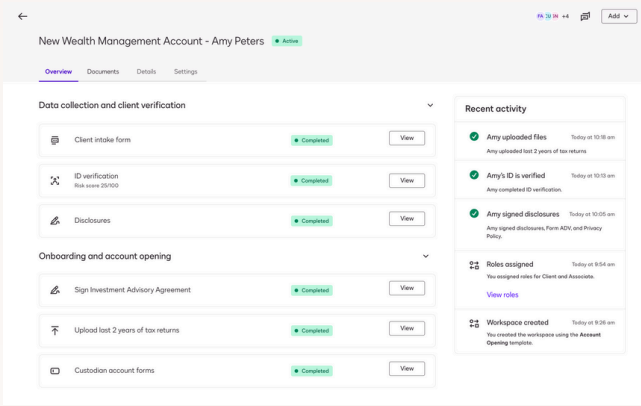 FA DJ IN +4
Add
New Wealth Management Account - Amy Peters
Active
Overview Documents Details Settings
Data collection and client verification
Client intake form Completed View
ID verification
Risk score 25/100
Completed View
Disclosures Completed View
Onboarding and account opening
Sign Investment Advisory Agreement Completed View
Upload last 2 years of tax returns Completed View
Custodian account forms Completed View
Recent activity
Amy uploaded files Today at 10:18 am
Amy uploaded last 2 years of tax returns
Amy's ID is verified Today at 10:13 am
Amy completed ID verification.
Amy signed disclosures Today at 10:05 am
Amy signed disclosures, Form ADV, and Privacy
Policy.
Roles assigned Today at 9:54 am
You assigned roles for Client and Associate.
View roles
Workspace created Today at 9:26 am
You created the workspace using the Account
Opening template.